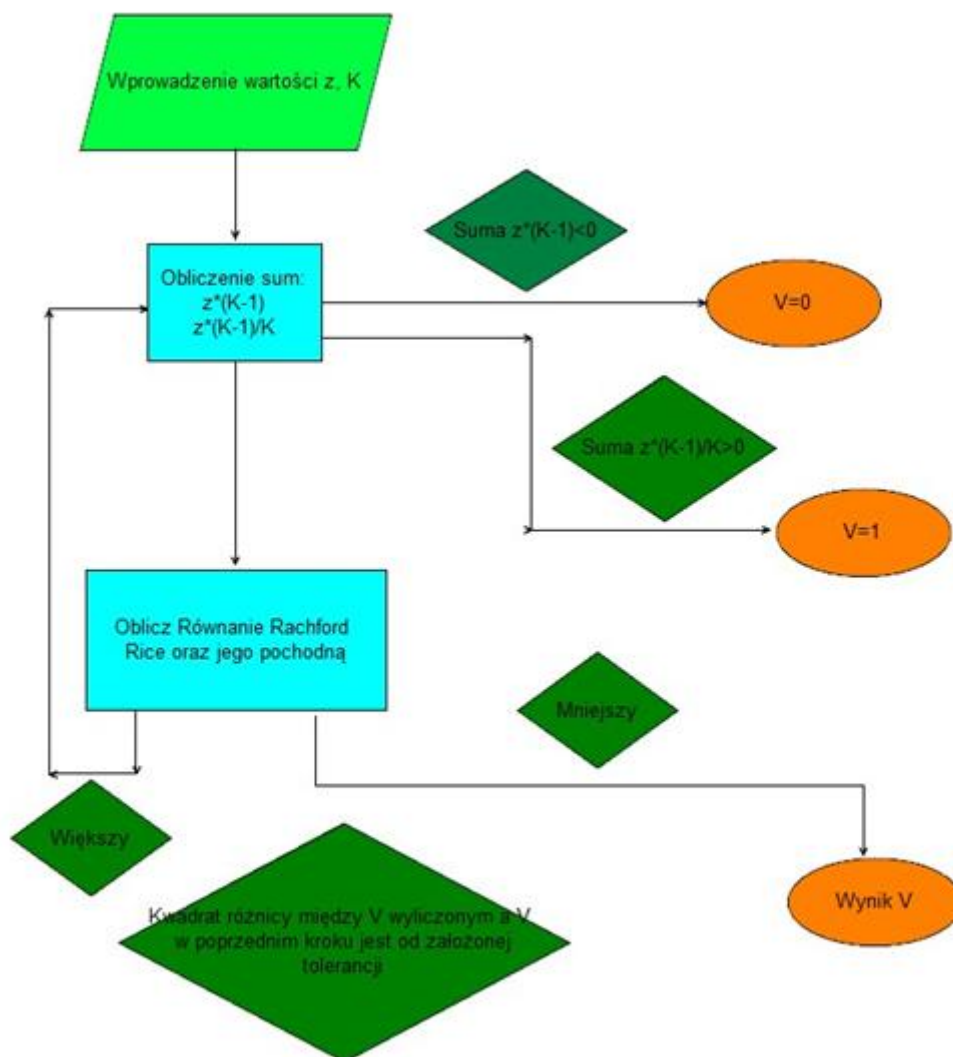 Wprowadzenie wartości z, K
Suma z*(K-1)<0
Obliczenie sum:
z*(K-1)
z*(K-1)/K
V=0
Suma z*(K-1)/K>0
V=1
Oblicz Równanie Rachford
Rice oraz jego pochodną
Mniejszy
Większy
Kwadrat różnicy między V wyliczonym a V
w poprzednim kroku jest od założonej
tolerancji
Wynik V